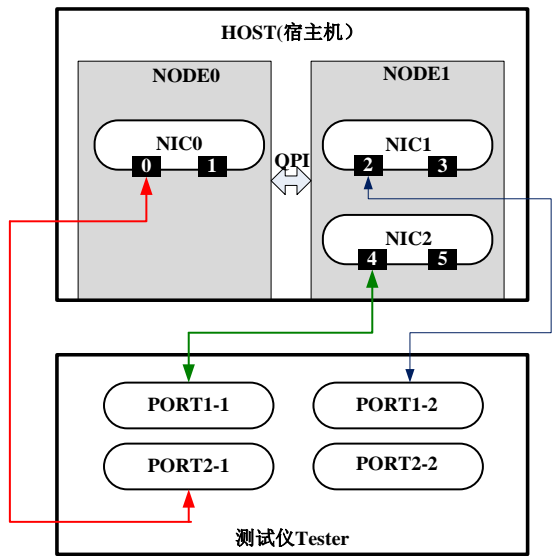 HOST(宿主机）
NODE0
NODE1
NIC0
0
1
QPI
NIC1
2
3
NIC2
4
5
PORT1-1
PORT1-2
PORT2-1
PORT2-2
测试仪Tester